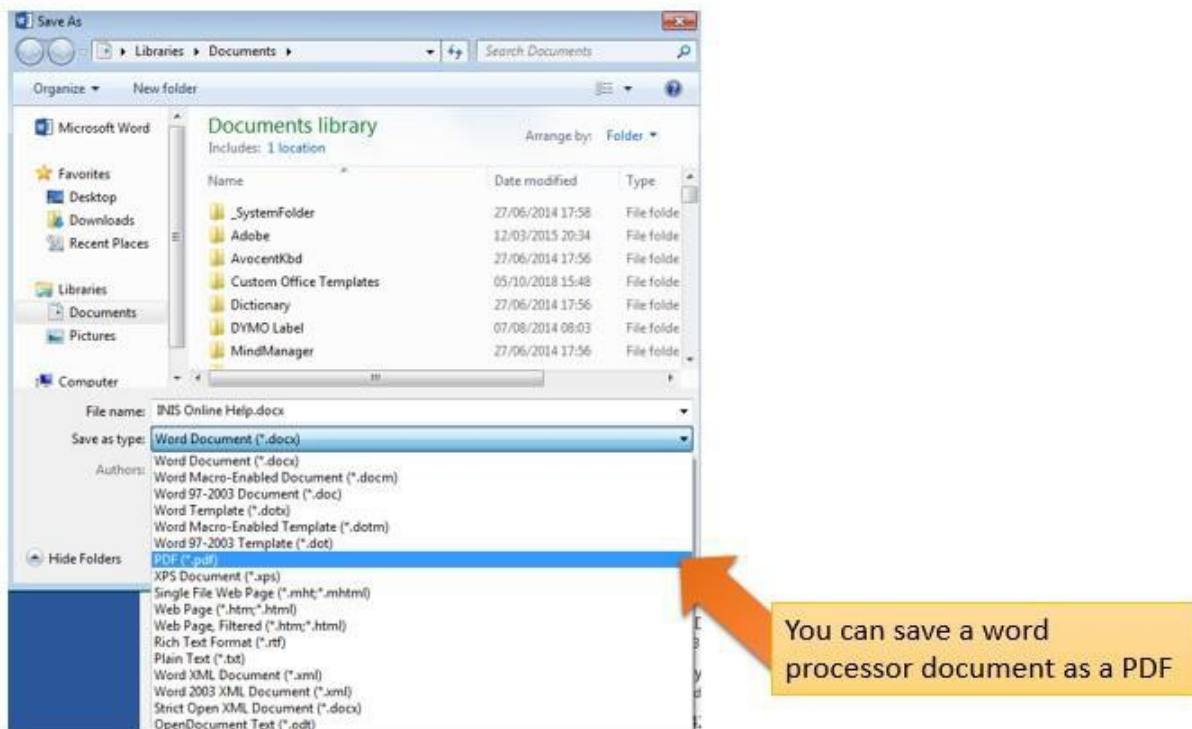 Save As
Libraries Documents Search Documents
Organize New folder
Microsoft Word
Favorites
Desktop
Downloads
Recent Places
Libraries
Documents
Pictures
Computer
Documents library
Includes: 1 location
Arrange by: Folder
Name Date modified Type
_SystemFolder 27/06/2014 17:58 File folde
Adobe 12/03/2015 20:34 File folde
AvocentKbd 27/06/2014 17:56 File folde
Custom Office Templates 05/10/2018 15:48 File folde
Dictionary 27/06/2014 17:56 File folde
DYMO Label 07/08/2014 08:03 File folde
MindManager 27/06/2014 17:56 File folde
File name: INIS Online Help.docx
Save as type: Word Document (*.docx)
Authors:
Word Document (*.docx)
Word Macro-Enabled Document (*.docm)
Word 97-2003 Document (*.doc)
Word Template (*.dotx)
Word Macro-Enabled Template (*.dotm)
Word 97-2003 Template (*.dot)
Hide Folders
PDF (*.pdf)
XPS Document (*.xps)
Single File Web Page (*.mht;*.mhtml)
Web Page (*.htm;*.html)
Web Page, Filtered (*.htm;*.html)
Rich Text Format (*.rtf)
Plain Text (*.txt)
Word XML Document (*.xml)
Word 2003 XML Document (*.xml)
Strict Open XML Document (*.docx)
OpenDocument Text (*.odt)
You can save a word
processor document as a PDF